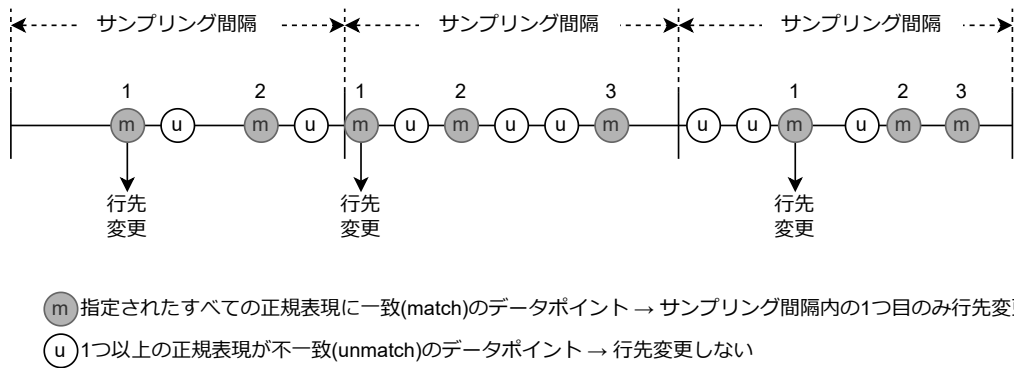 サンプリング間隔 サンプリング間隔 サンプリング間隔
1 2 1 2 3 1 2 3
m u m u m u m u u m u u m u m m
行先
変更
行先
変更
行先
変更
m 指定されたすべての正規表現に一致(match)のデータポイント → サンプリング間隔内の1つ目のみ行先変
u 1つ以上の正規表現が不一致(unmatch)のデータポイント → 行先変更しない